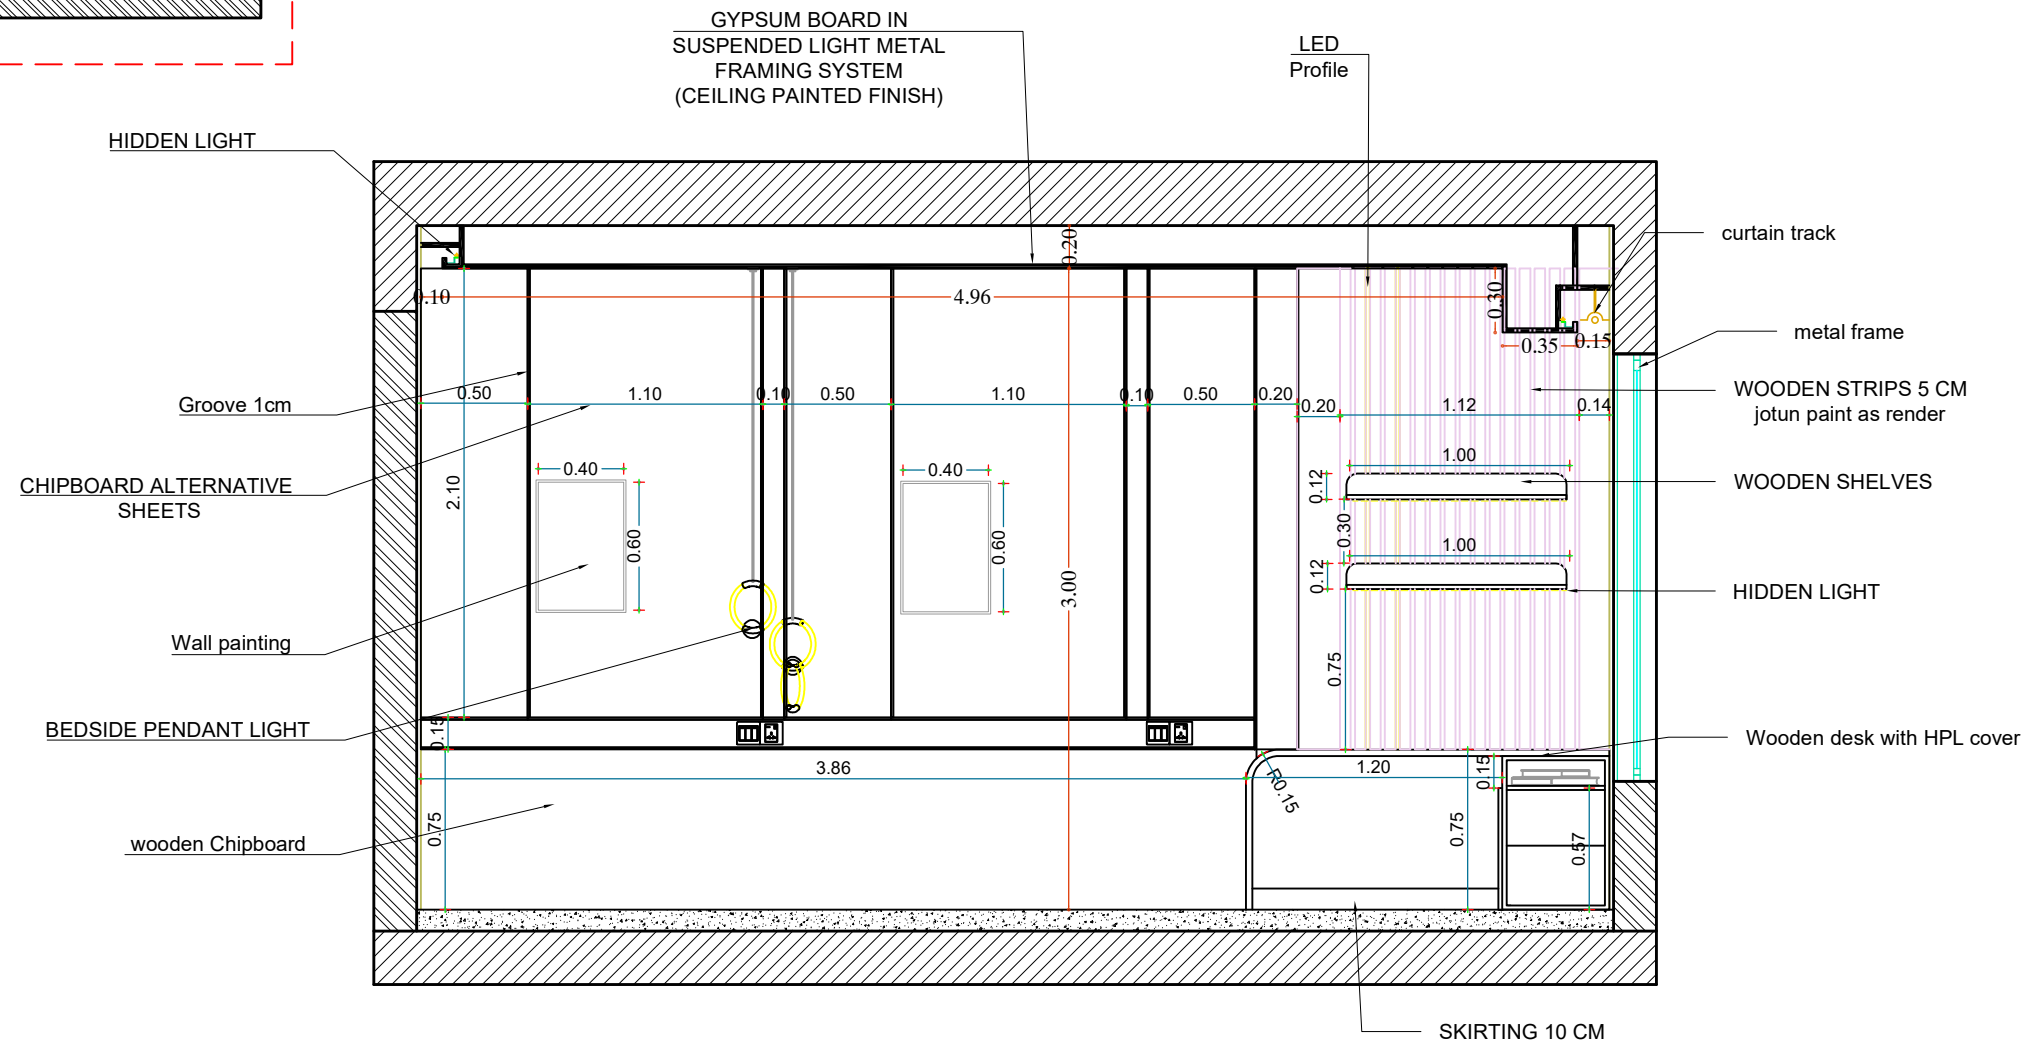 GYPSUM BOARD IN
SUSPENDED LIGHT METAL
FRAMING SYSTEM
(CEILING PAINTED FINISH)
LED
Profile
HIDDEN LIGHT
curtain track
metal frame
WOODEN STRIPS 5 CM
jotun paint as render
WOODEN SHELVES
HIDDEN LIGHT
Wooden desk with HPL cover
SKIRTING 10 CM
Groove 1cm
CHIPBOARD ALTERNATIVE
SHEETS
Wall painting
BEDSIDE PENDANT LIGHT
wooden Chipboard
0.20
0.10
4.96
0.30
0.35
0.15
0.50
1.10
0.10
0.50
1.10
0.10
0.50
0.20
0.20
1.12
0.14
2.10
0.40
0.60
0.40
0.60
3.00
1.00
0.12
0.30
1.00
0.12
0.75
0.15
3.86
R0.15
1.20
0.15
0.75
0.75
0.57